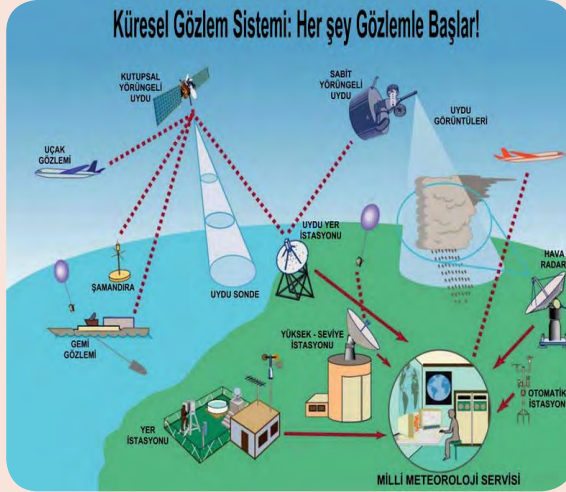 Küresel Gözlem Sistemi: Her şey Gözlemle Başlar!
KUTUPSAL
YÖRÜNGELİ
UYDU
SABİT
YÖRÜNGELİ
UYDU
UYDU
GÖRÜNTÜLERİ
UÇAK
GÖZLEMİ
UYDU YER
İSTASYONU
HAVA
RADAR
ŞAMANDIRA
UYDU SONDE
GEMİ
GÖZLEMİ
YÜKSEK - SEVİYE
İSTASYONU
OTOMATİK
İSTASYON
YER
İSTASYONU
MİLLİ METEOROLOJİ SERVİSİ